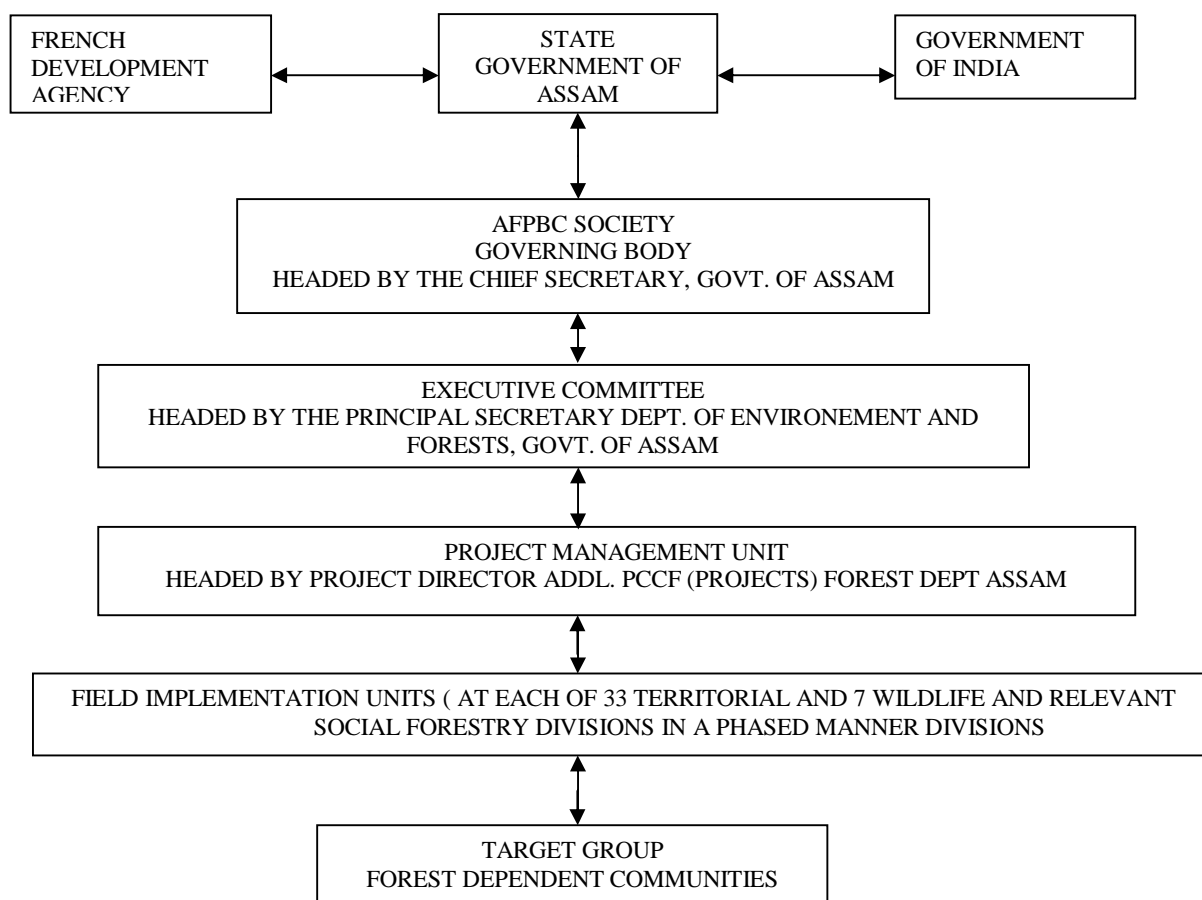 FRENCH
DEVELOPMENT
AGENCY
STATE
GOVERNMENT OF
ASSAM
GOVERNMENT
OF INDIA
AFPBC SOCIETY
GOVERNING BODY
HEADED BY THE CHIEF SECRETARY, GOVT. OF ASSAM
EXECUTIVE COMMITTEE
HEADED BY THE PRINCIPAL SECRETARY DEPT. OF ENVIRONEMENT AND
FORESTS, GOVT. OF ASSAM
PROJECT MANAGEMENT UNIT
HEADED BY PROJECT DIRECTOR ADDL. PCCF (PROJECTS) FOREST DEPT ASSAM
FIELD IMPLEMENTATION UNITS ( AT EACH OF 33 TERRITORIAL AND 7 WILDLIFE AND RELEVANT
SOCIAL FORESTRY DIVISIONS IN A PHASED MANNER DIVISIONS
TARGET GROUP
FOREST DEPENDENT COMMUNITIES